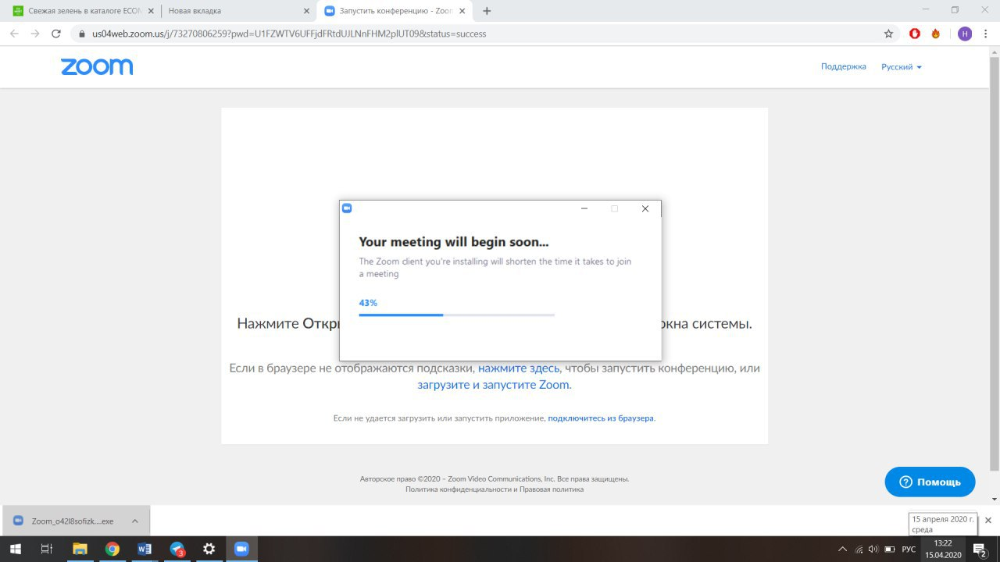 Свежая зелень в каталоге ECO
Новая вкладка
Запустить конференцию - Zoom
us04web.zoom.us/j/73270806259?pwd=U1FZWTV6UFFjdFRtdUJLNnFHM2plUT09&status=success
Н
zoom
Поддержка
Русский
Your meeting will begin soon...
The Zoom client you're installing will shorten the time it takes to join
a meeting
43%
Нажмите Откр окна системы.
Если в браузере не отображаются подсказки, нажмите здесь, чтобы запустить конференцию, или
загрузите и запустите Zoom.
Если не удается загрузить или запустить приложение, подключитесь из браузера.
Авторское право ©2020 – Zoom Video Communications, Inc. Все права защищены.
Политика конфиденциальности и Правовая политика
Помощь
Zoom_o42l8sofizk....exe
15 апреля 2020 г.
среда
3
РУС
13:22
15.04.2020
2